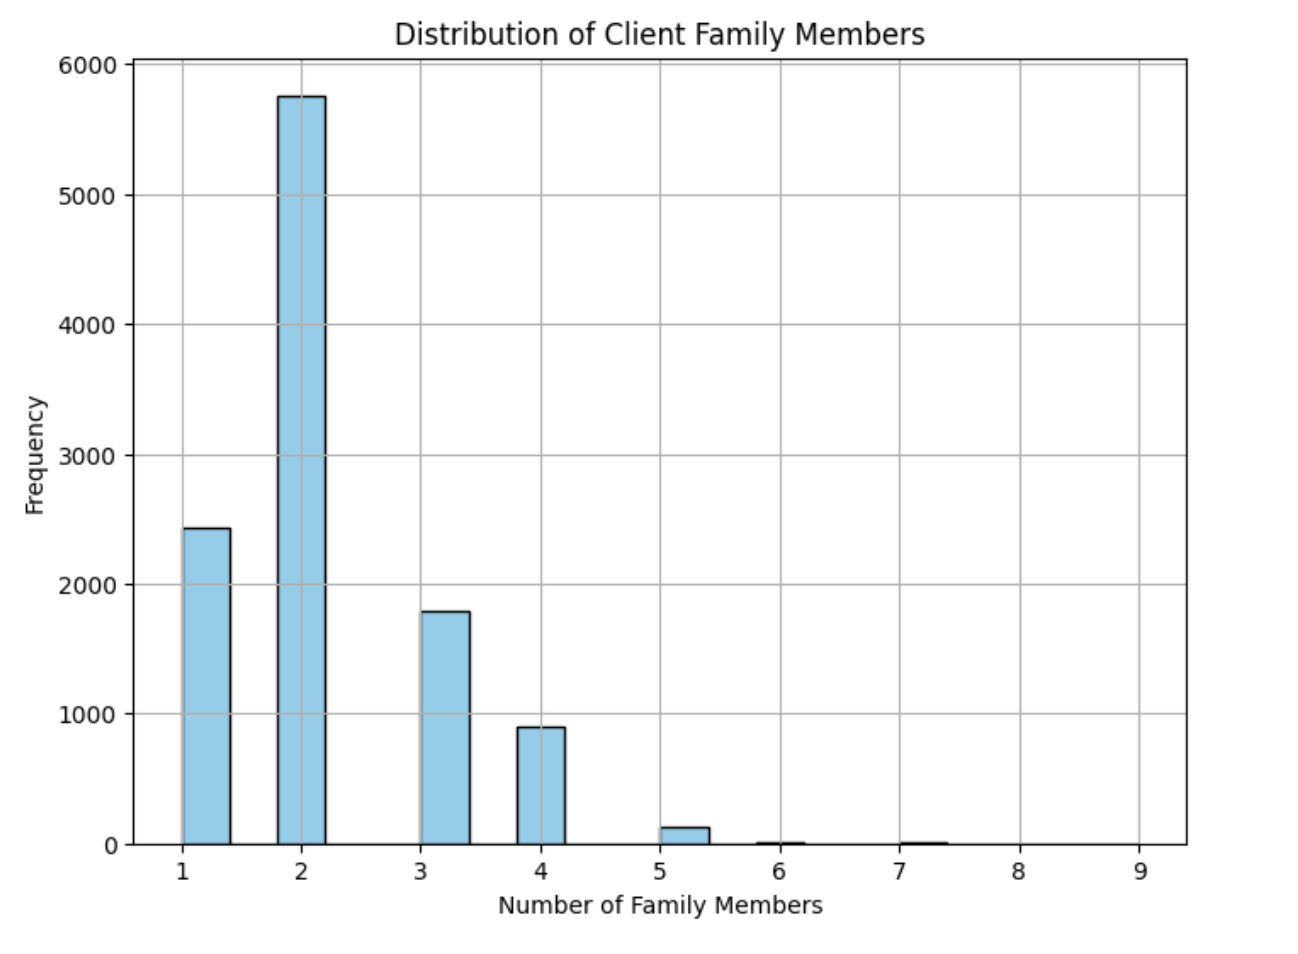 Distribution of Client Family Members
6000
5000
4000
3000
2000
1000
0
Frequency
1 2 3 4 5 6 7 8 9
Number of Family Members